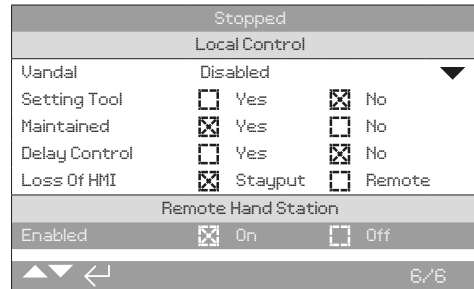 Stopped
Local Control
Vandal Disabled
Setting Tool Yes No
Maintained Yes No
Delay Control Yes No
Loss Of HMI Stayput Remote
Remote Hand Station
Enabled On Off
6/6